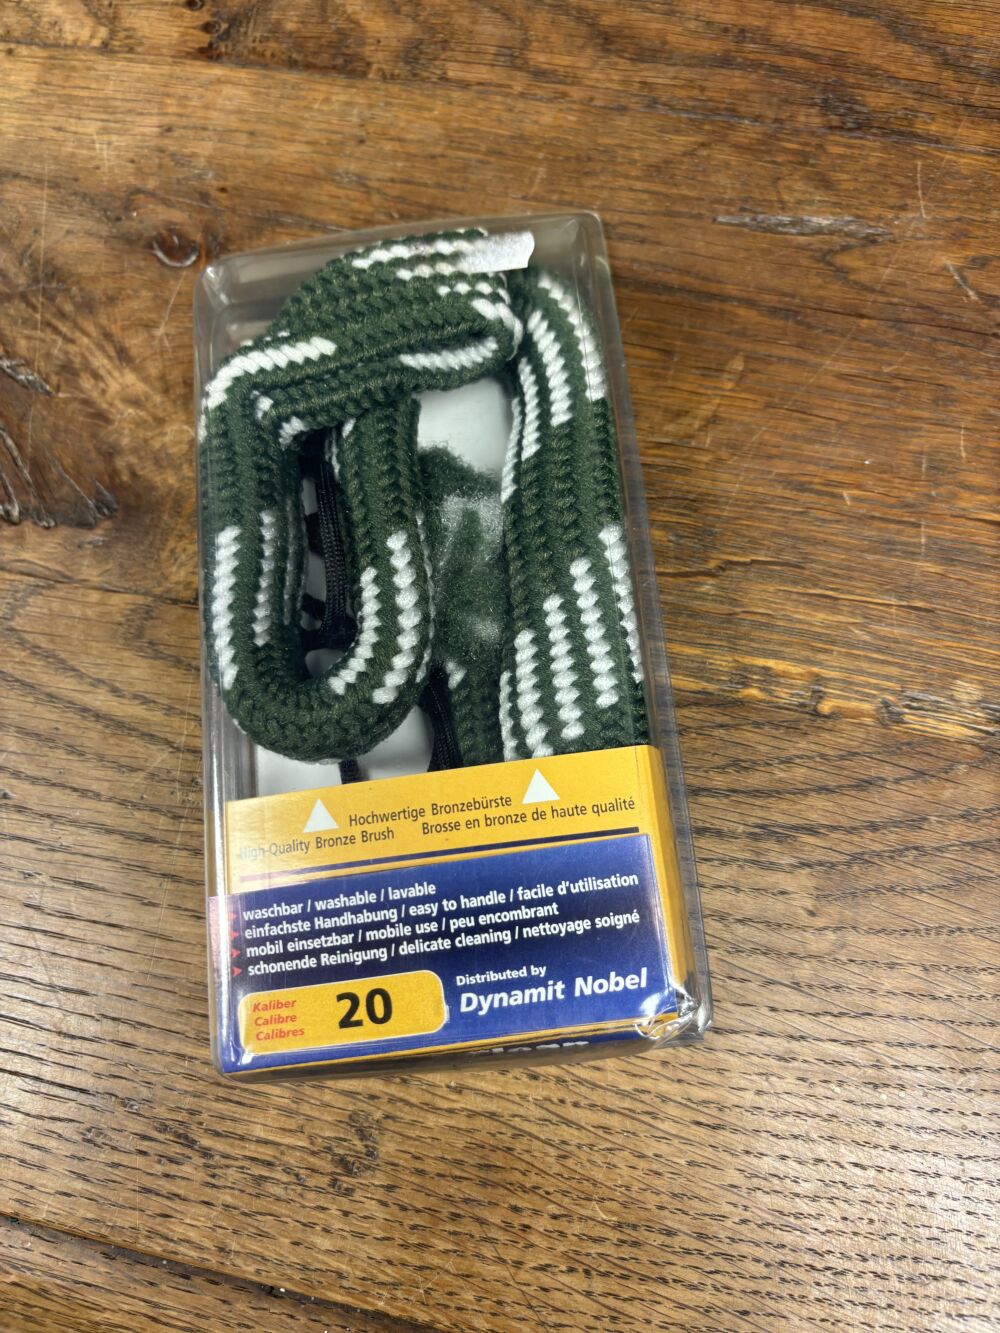 Hochwertige Bronzebürste
High-Quality Bronze Brush Brosse en bronze de haute qualité
waschbar / washable / lavable
einfachste Handhabung / easy to handle / facile d'utilisation
mobil einsetzbar / mobile use / peu encombrant
schonende Reinigung / delicate cleaning / nettoyage soigné
Kaliber
Calibre
Calibres
20
Distributed by
Dynamit Nobel